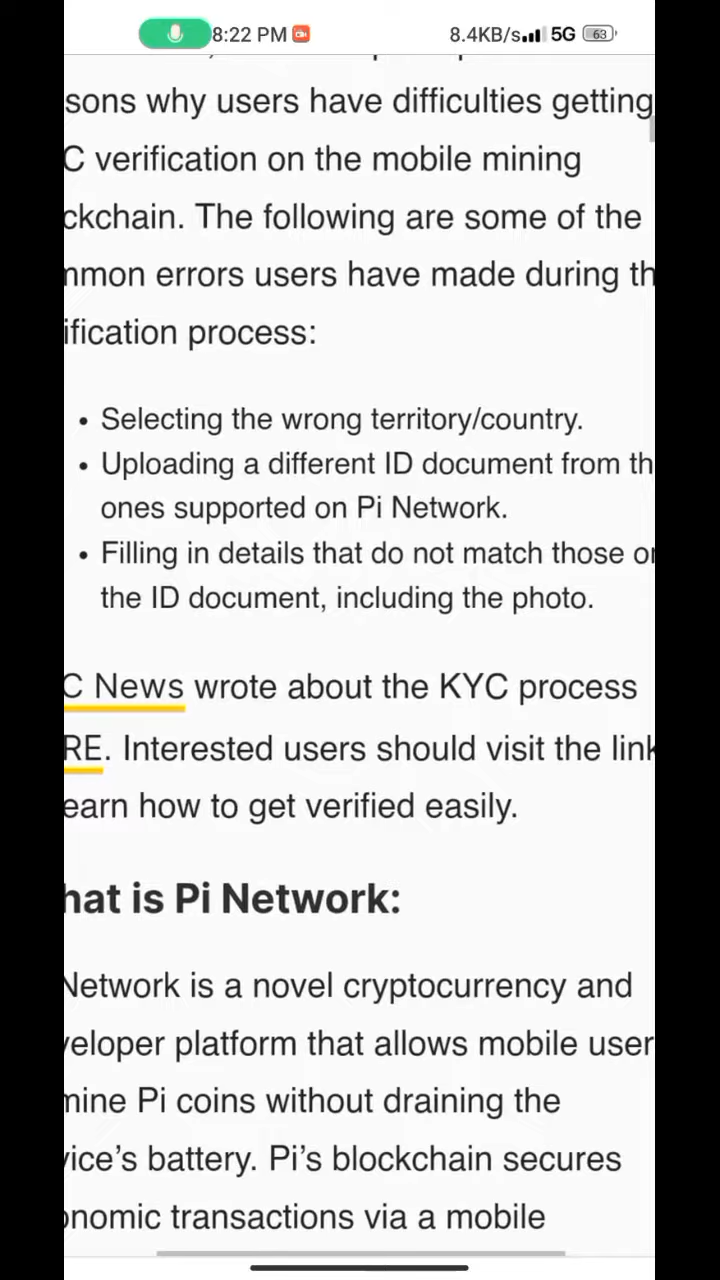 8:22 PM
8.4KB/s 5G 63
sons why users have difficulties getting
C verification on the mobile mining
ckchain. The following are some of the
mmon errors users have made during th
ification process:
• Selecting the wrong territory/country.
• Uploading a different ID document from th
ones supported on Pi Network.
• Filling in details that do not match those or
the ID document, including the photo.
C News wrote about the KYC process
RE. Interested users should visit the link
earn how to get verified easily.
hat is Pi Network:
Network is a novel cryptocurrency and
veloper platform that allows mobile user
mine Pi coins without draining the
vice's battery. Pi's blockchain secures
onomic transactions via a mobile